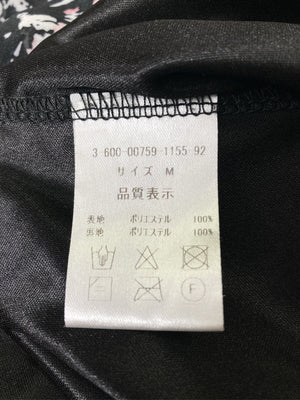 3-600-00759-1155-92
サイズ M
品質表示
表地 ポリエステル 100%
裏地 ポリエステル 100%
F